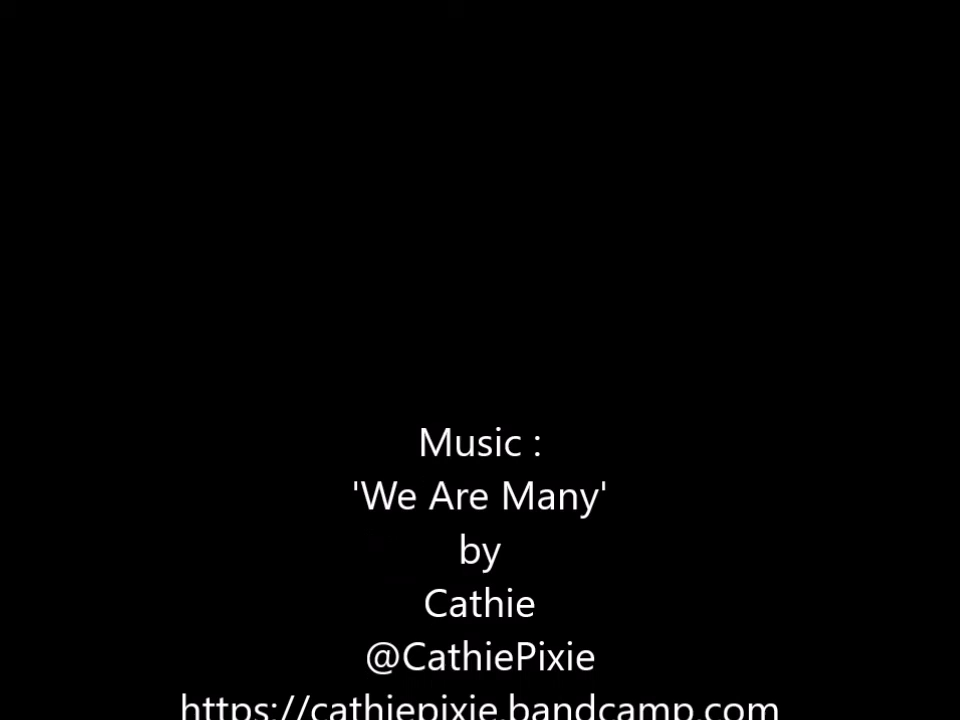 Music :
'We Are Many'
by
Cathie
@CathiePixie
https://cathiepixie.bandcamp.com